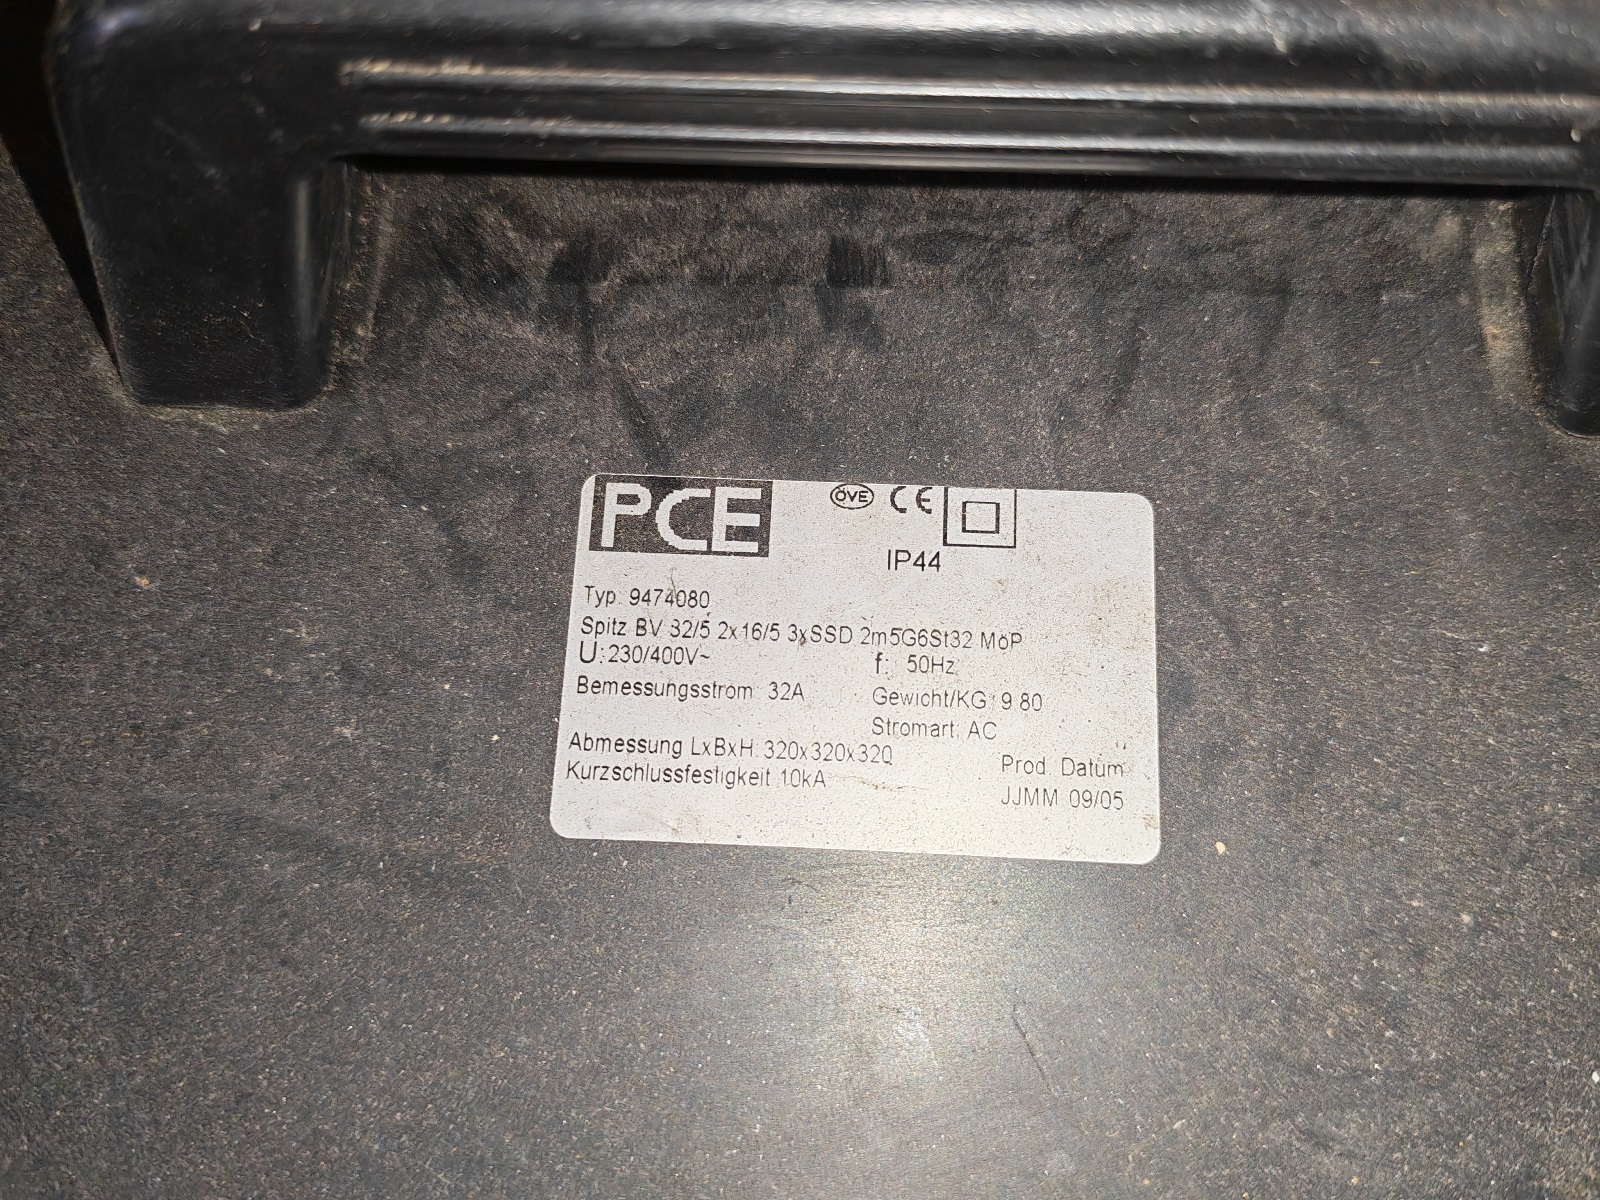 PCE
ÖVE CE
IP44
Typ: 9474080
Spitz BV 32/5 2x16/5 3xSSD 2m5G6St32 MoP
U: 230/400V~ f: 50Hz
Bemessungsstrom 32A Gewicht/KG: 9.80
Stromart: AC
Abmessung LxBxH: 320x320x320
Kurzschlussfestigkeit 10kA
Prod Datum
JJMM 09/05